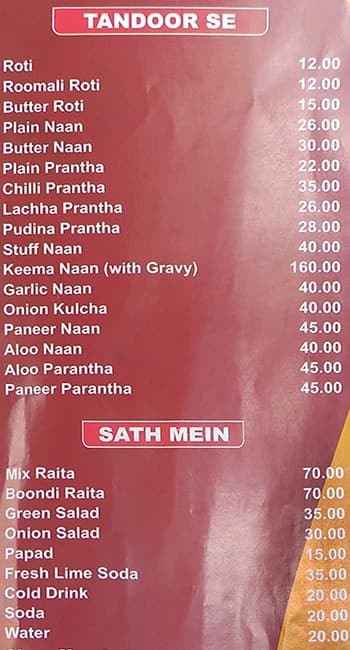 TANDOOR SE
Roti 12.00
Roomali Roti 12.00
Butter Roti 15.00
Plain Naan 26.00
Butter Naan 30.00
Plain Prantha 22.00
Chilli Prantha 35.00
Lachha Prantha 26.00
Pudina Prantha 28.00
Stuff Naan 40.00
Keema Naan (with Gravy) 160.00
Garlic Naan 40.00
Onion Kulcha 40.00
Paneer Naan 45.00
Aloo Naan 40.00
Aloo Parantha 45.00
Paneer Parantha 45.00
SATH MEIN
Mix Raita 70.00
Boondi Raita 70.00
Green Salad 35.00
Onion Salad 30.00
Papad 15.00
Fresh Lime Soda 35.00
Cold Drink 20.00
Soda 20.00
Water 20.00